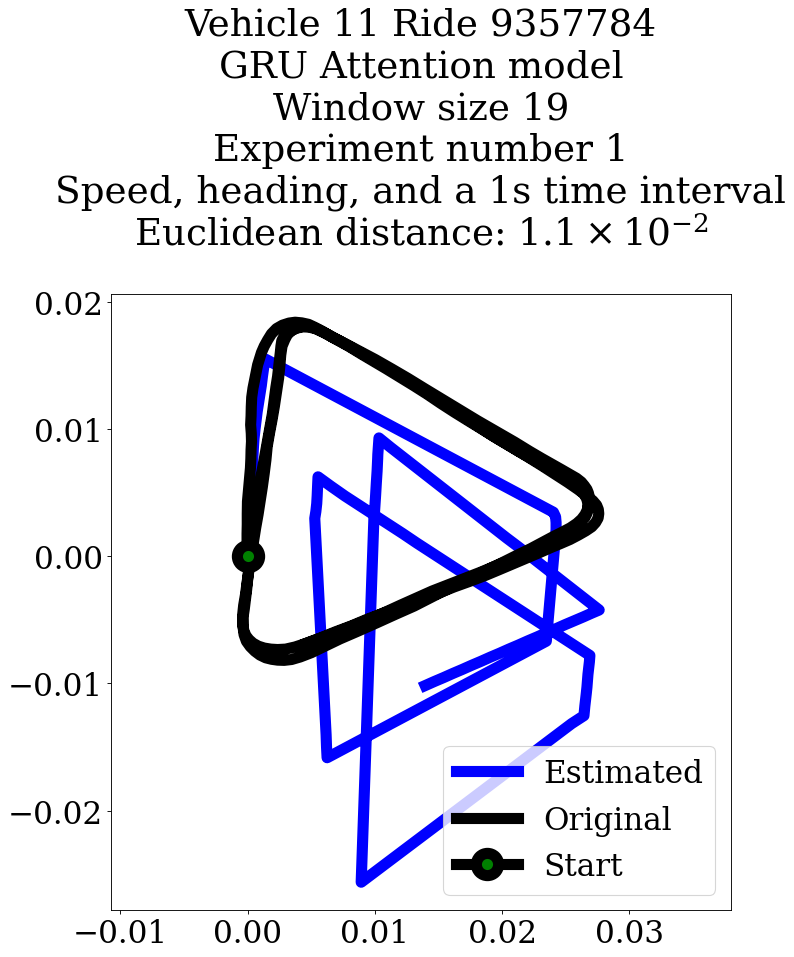 Vehicle 11 Ride 9357784
GRU Attention model
Window size 19
Experiment number 1
Speed, heading, and a 1s time interval
Euclidean distance: 1.1 × 10⁻²
0.02
0.01
0.00
−0.01
−0.02
Estimated
Original
Start
−0.01 0.00 0.01 0.02 0.03